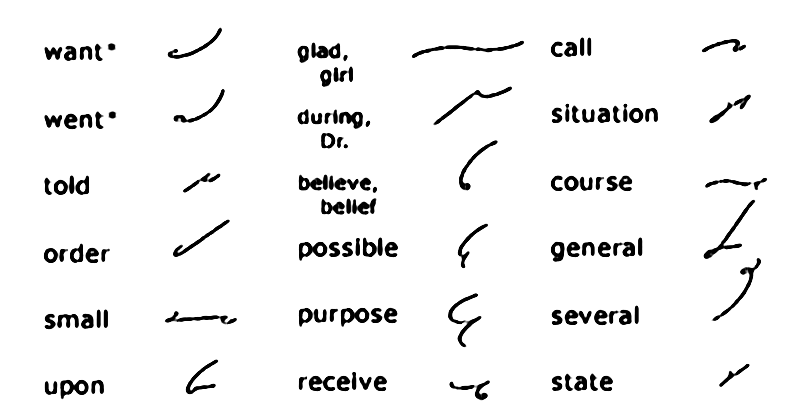 want* glad, call
girl
went* during, situation
Dr.
told believe, course
belief
order possible general
small purpose several
upon receive state